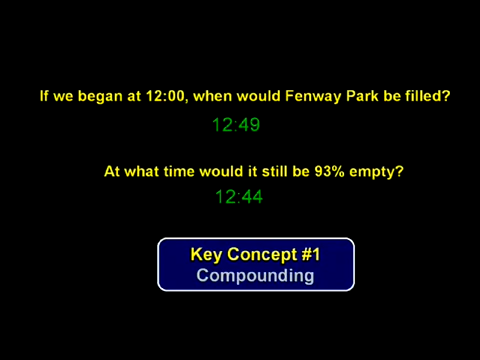 If we began at 12:00, when would Fenway Park be filled?
12:49
At what time would it still be 93% empty?
12:44
Key Concept #1
Compounding